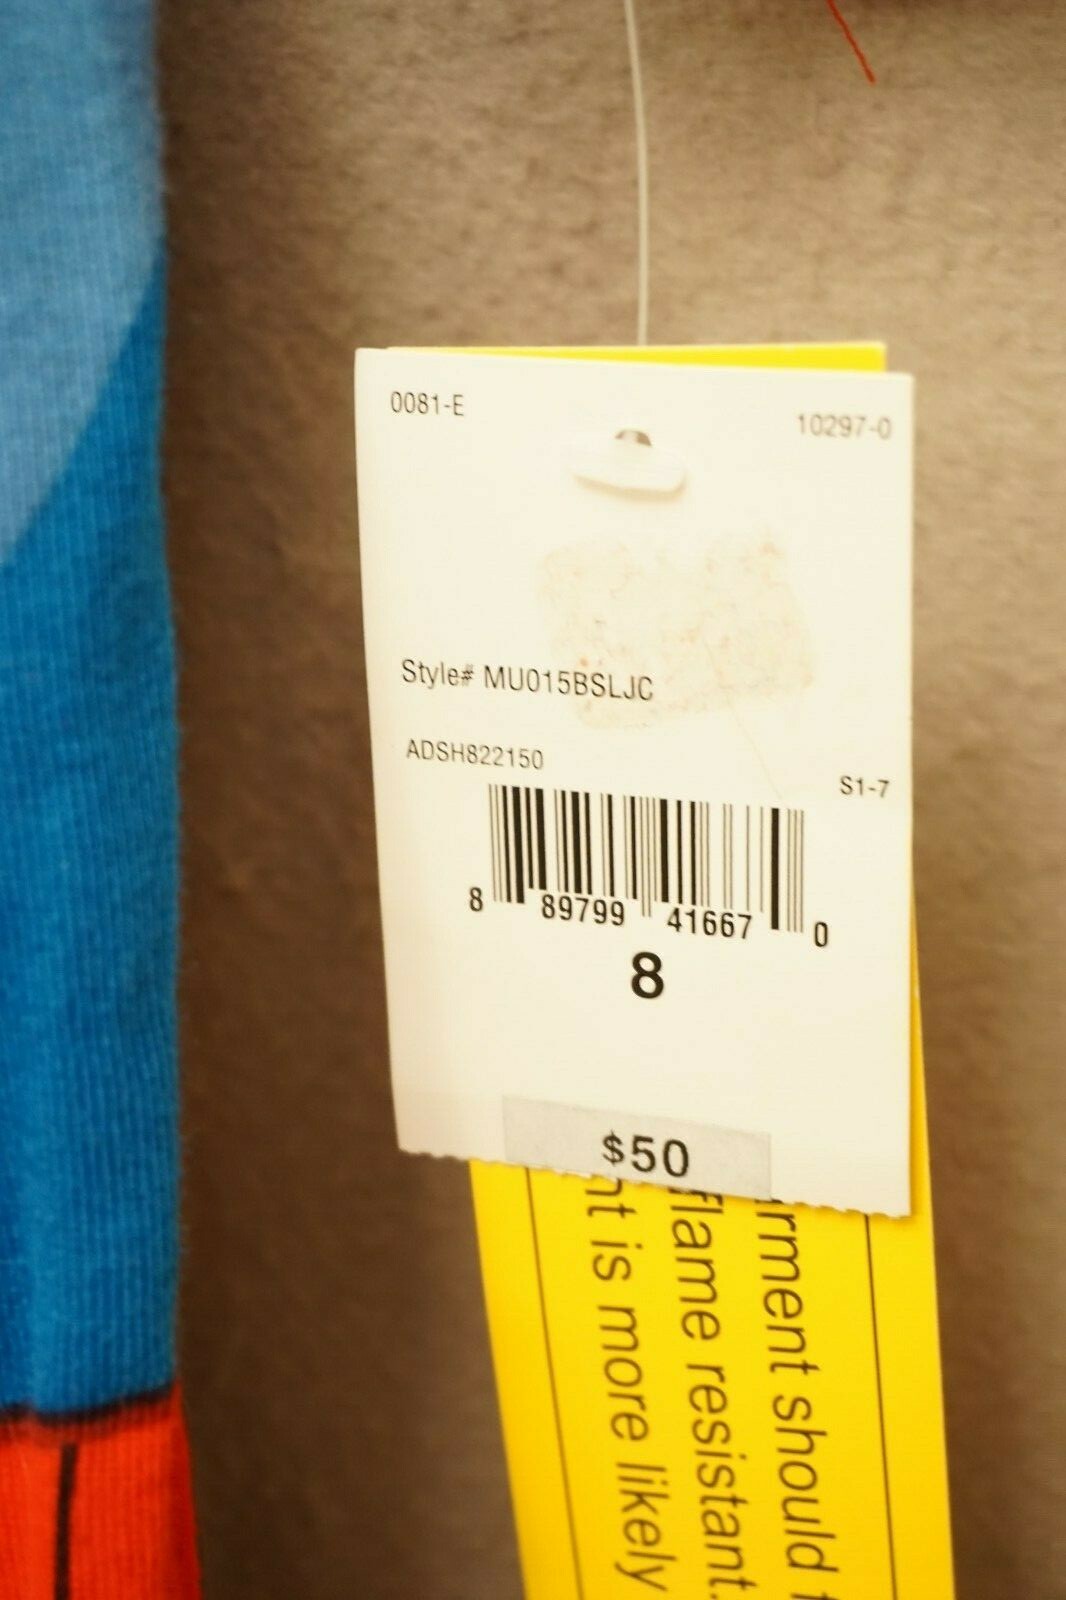 0081-E
10297-0
Style# MU015BSLJC
ADSH822150
S1-7
8 89799 41667 0
8
$50
arment should f
flame resistant.
nt is more likely